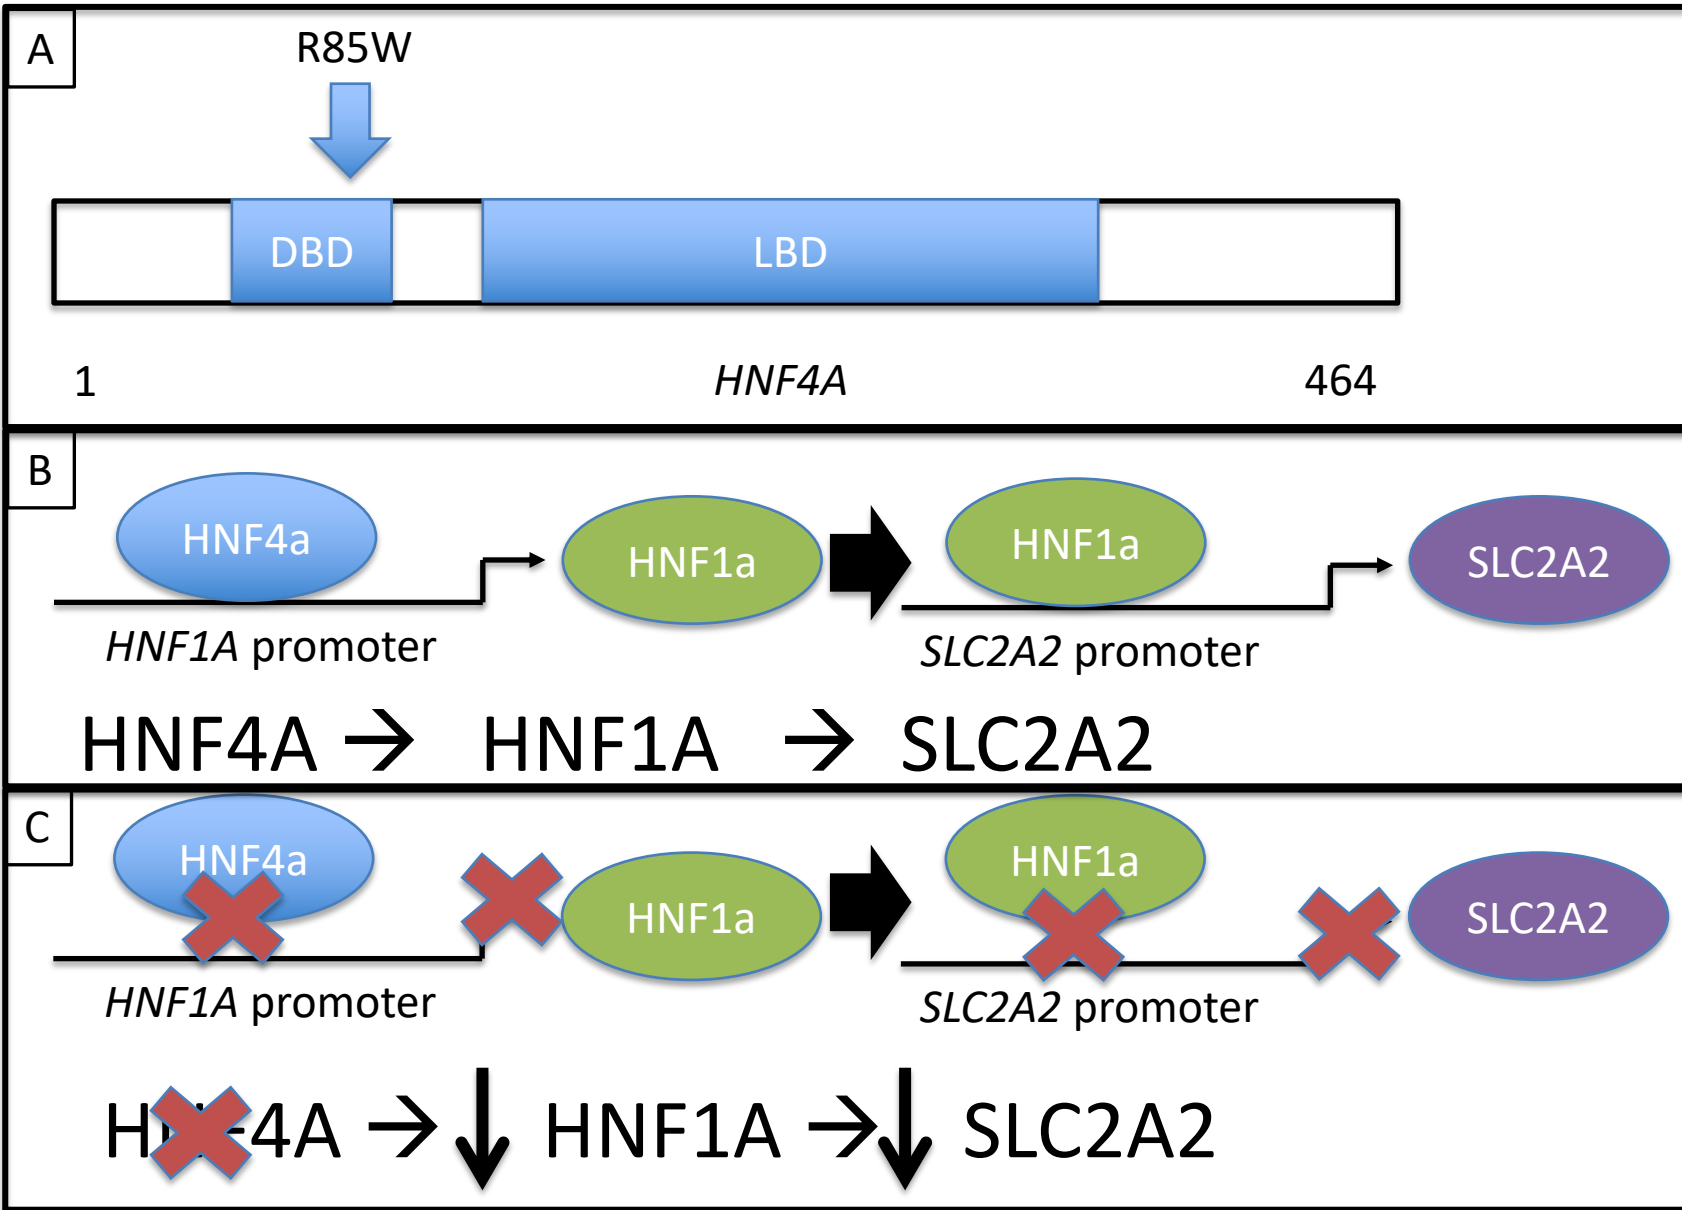 A
R85W
DBD
LBD
1
HNF4A
464
B
HNF4a
HNF1a
HNF1a
SLC2A2
HNF1A promoter
SLC2A2 promoter
HNF4A → HNF1A → SLC2A2
C
HNF4a
HNF1a
HNF1a
SLC2A2
HNF1A promoter
SLC2A2 promoter
HNF4A → ↓ HNF1A → ↓ SLC2A2